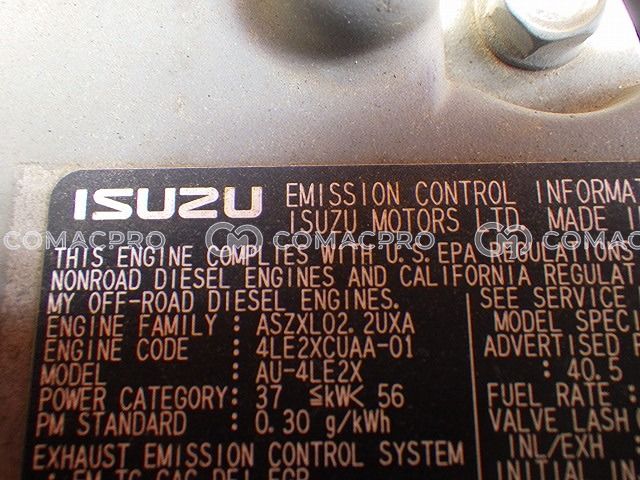 ISUZU EMISSION CONTROL INFORMAT
ISUZU MOTORS LTD. MADE I
COMACPRO COMACPRO COMACPRO
THIS ENGINE COMPLIES WITH U.S.EPA REGULATIONS
NONROAD DIESEL ENGINES AND CALIFORNIA REGULAT
MY OFF-ROAD DIESEL ENGINES.
SEE SERVICE
ENGINE FAMILY : ASZXL02.2UXA
MODEL SPECI
ENGINE CODE : 4LE2XCUAA-01
ADVERTISED P
MODEL : AU-4LE2X
: 40.5
POWER CATEGORY: 37 ≤kW< 56
FUEL RATE :
PM STANDARD : 0.30 g/kWh
VALVE LASH
INL/EXH :
EXHAUST EMISSION CONTROL SYSTEM
INITIAL IN